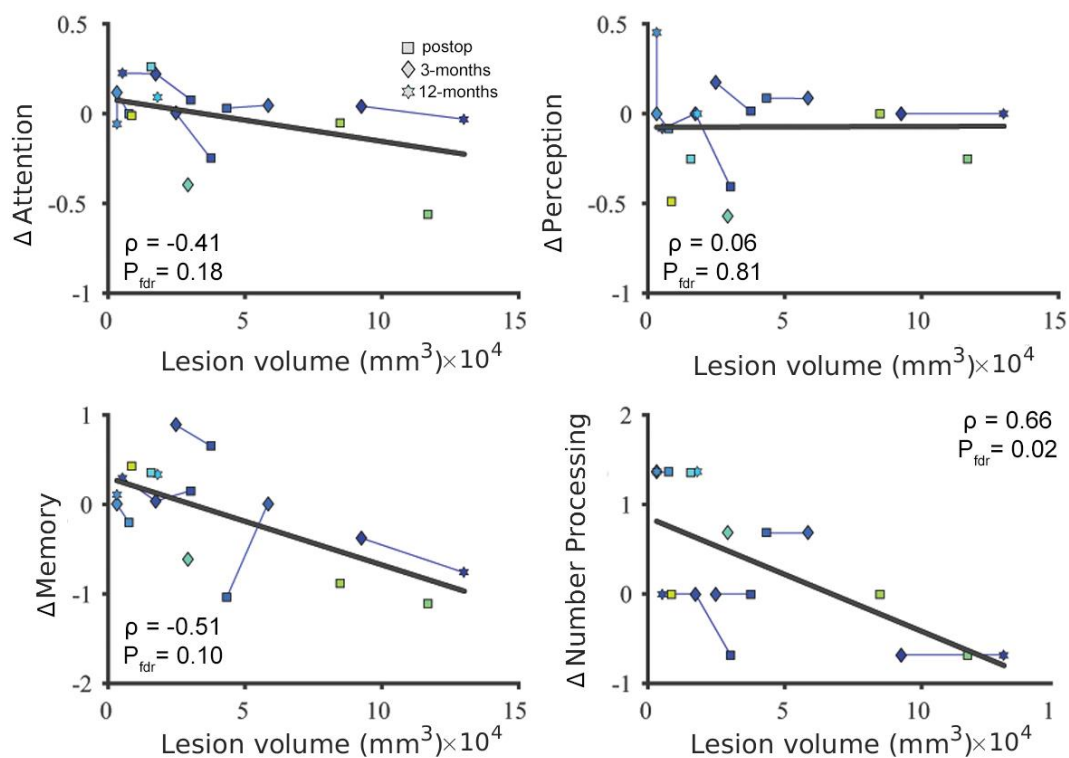 0.5
0
-0.5
-1
Δ Attention
postop
3-months
12-months
ρ = -0.41
Pfdr= 0.18
0
5
10
15
Lesion volume (mm³)×10⁴
0.5
0
-0.5
-1
Δ Perception
ρ = 0.06
Pfdr= 0.81
0
5
10
15
Lesion volume (mm³)×10⁴
1
0
-1
-2
ΔMemory
ρ = -0.51
Pfdr= 0.10
0
5
10
15
Lesion volume (mm³)×10⁴
2
1
0
-1
Δ Number Processing
ρ = 0.66
Pfdr= 0.02
0
5
10
1
Lesion volume (mm³)×10⁴